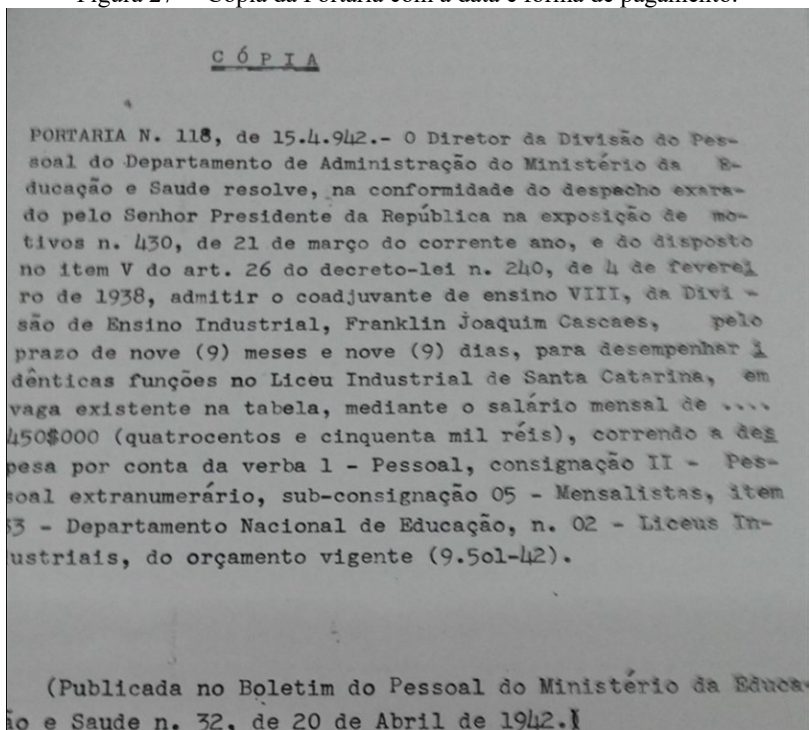 Figura 27 – Cópia da Portaria com a data e forma de pagamento.
CÓPIA
PORTARIA N. 118, de 15.4.942.- O Diretor da Divisão do Pes-
soal do Departamento de Administração do Ministério da E-
ducação e Saude resolve, na conformidade do despacho exara-
do pelo Senhor Presidente da República na exposição de mo-
tivos n. 430, de 21 de março do corrente ano, e do disposto
no item V do art. 26 do decreto-lei n. 240, de 4 de feverei
ro de 1938, admitir o coadjuvante de ensino VIII, da Divi -
são de Ensino Industrial, Franklin Joaquim Cascaes, pelo
prazo de nove (9) meses e nove (9) dias, para desempenhar i
dênticas funções no Liceu Industrial de Santa Catarina, em
vaga existente na tabela, mediante o salário mensal de ....
450$000 (quatrocentos e cinquenta mil réis), correndo a des
pesa por conta da verba 1 - Pessoal, consignação II - Pes-
soal extranumerário, sub-consignação 05 - Mensalistas, item
33 - Departamento Nacional de Educação, n. 02 - Liceus In-
ustriais, do orçamento vigente (9.5o1-42).
(Publicada no Boletim do Pessoal do Ministério da Educa-
ão e Saude n. 32, de 20 de Abril de 1942.)